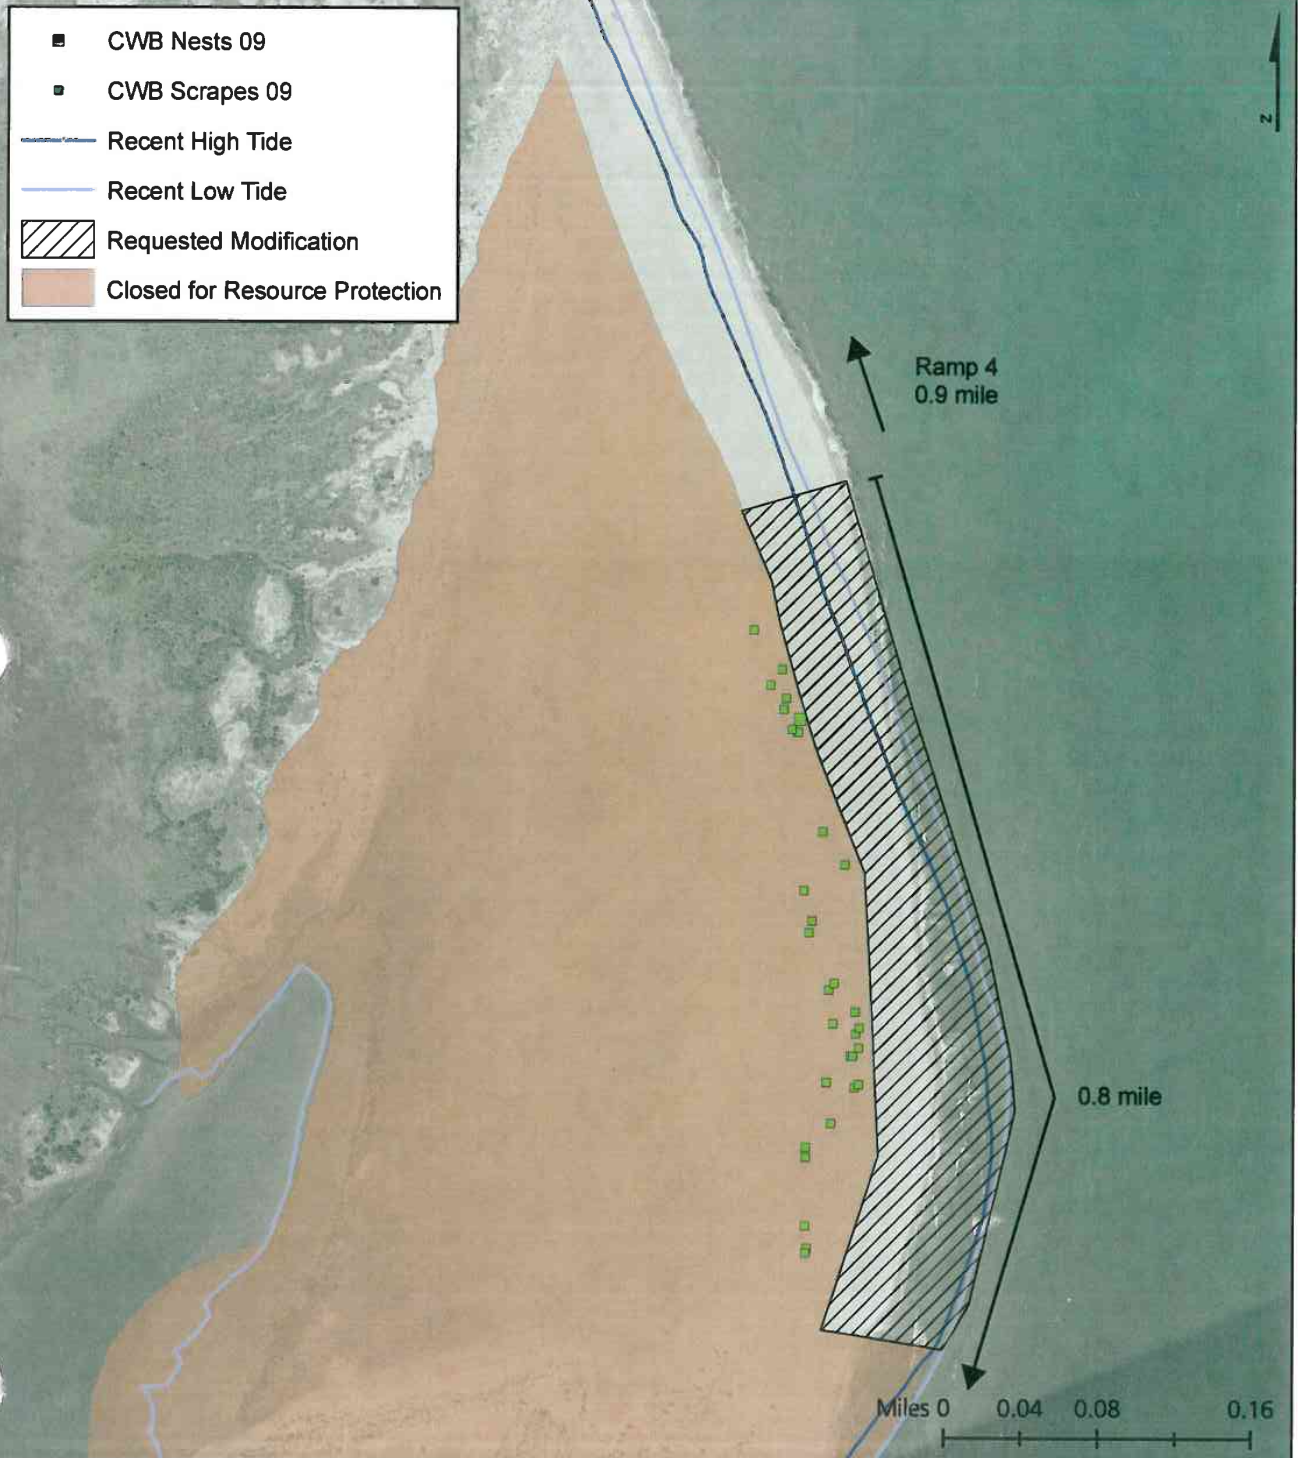 CWB Nests 09
CWB Scrapes 09
Recent High Tide
Recent Low Tide
Requested Modification
Closed for Resource Protection
N
Ramp 4
0.9 mile
0.8 mile
Miles 0 0.04 0.08 0.16